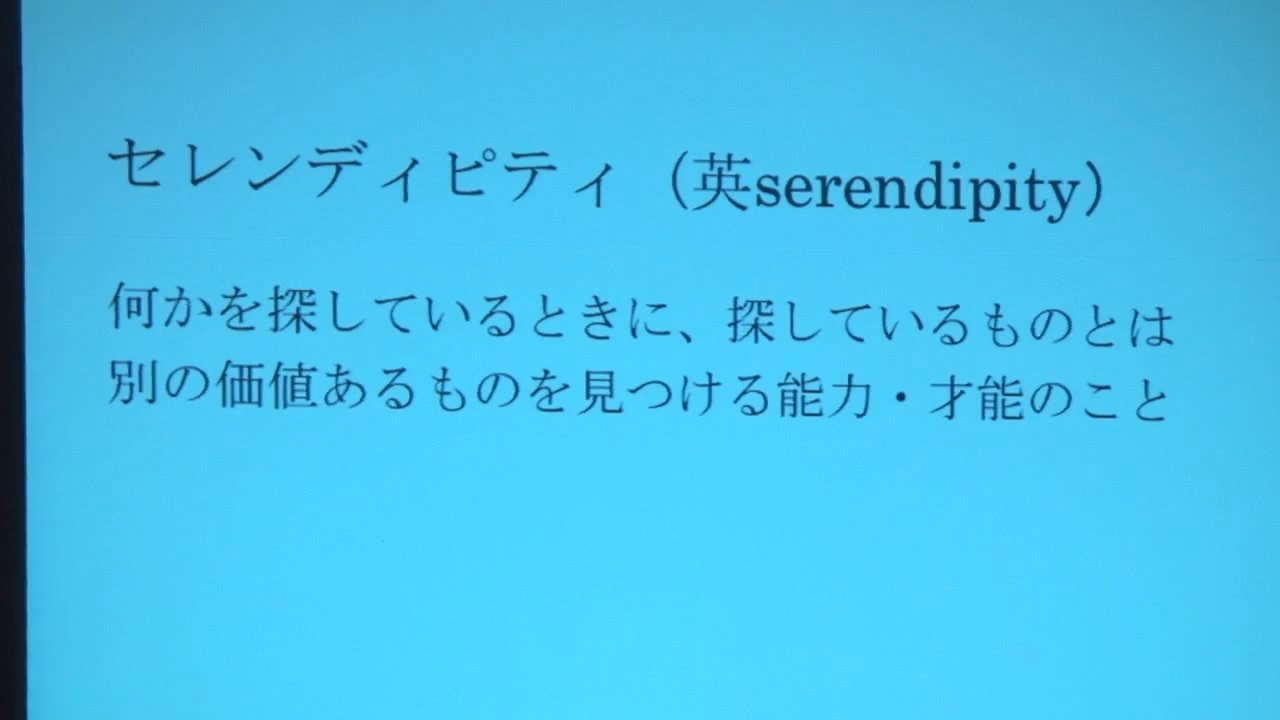 セレンディピティ（英serendipity）
何かを探しているときに、探しているものとは
別の価値あるものを見つける能力・才能のこと